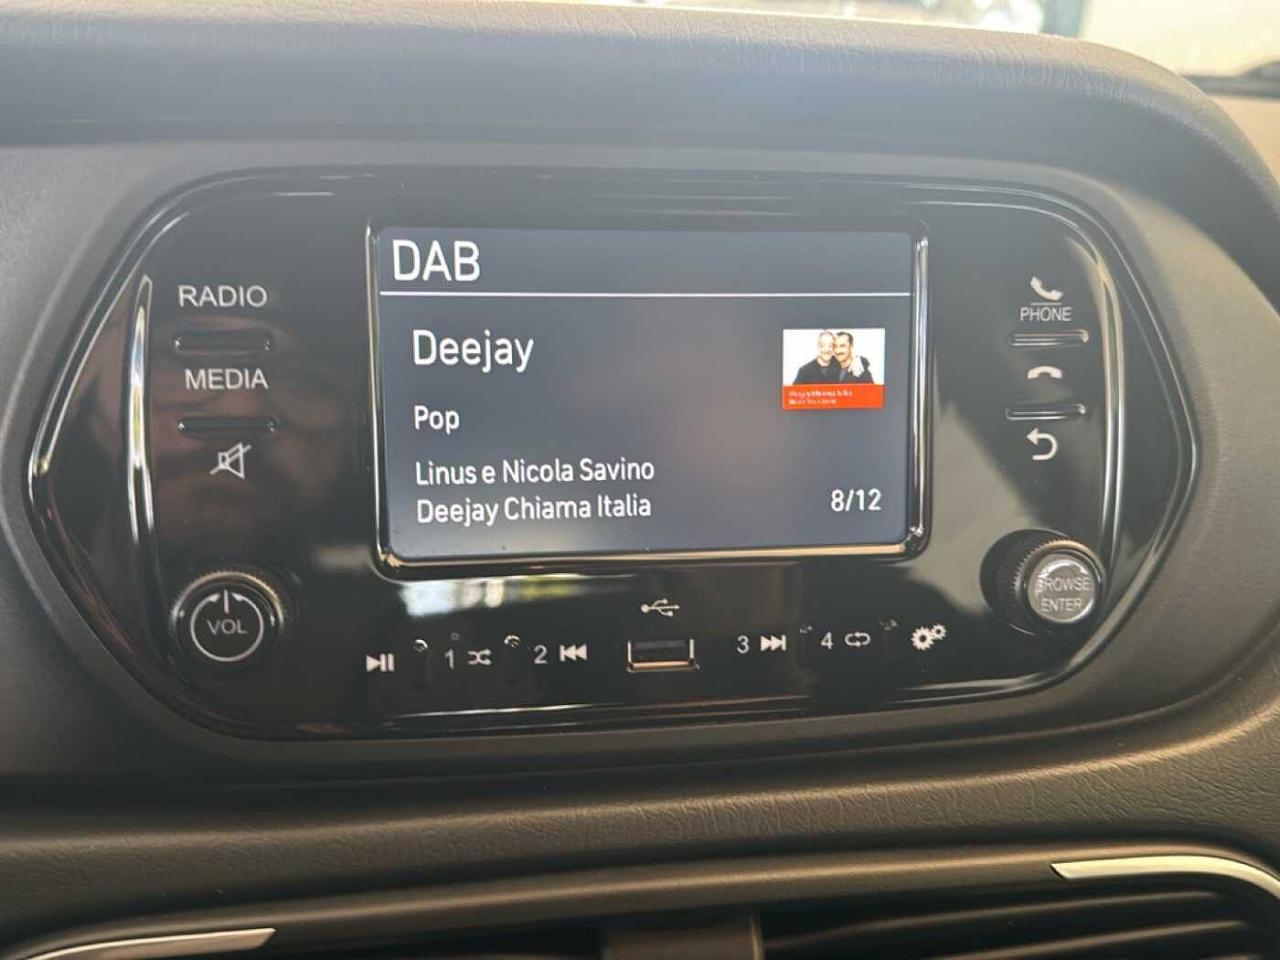 DAB
RADIO
MEDIA
Deejay
Pop
Linus e Nicola Savino
Deejay Chiama Italia
8/12
PHONE
VOL
BROWSE
ENTER
1
2
3
4